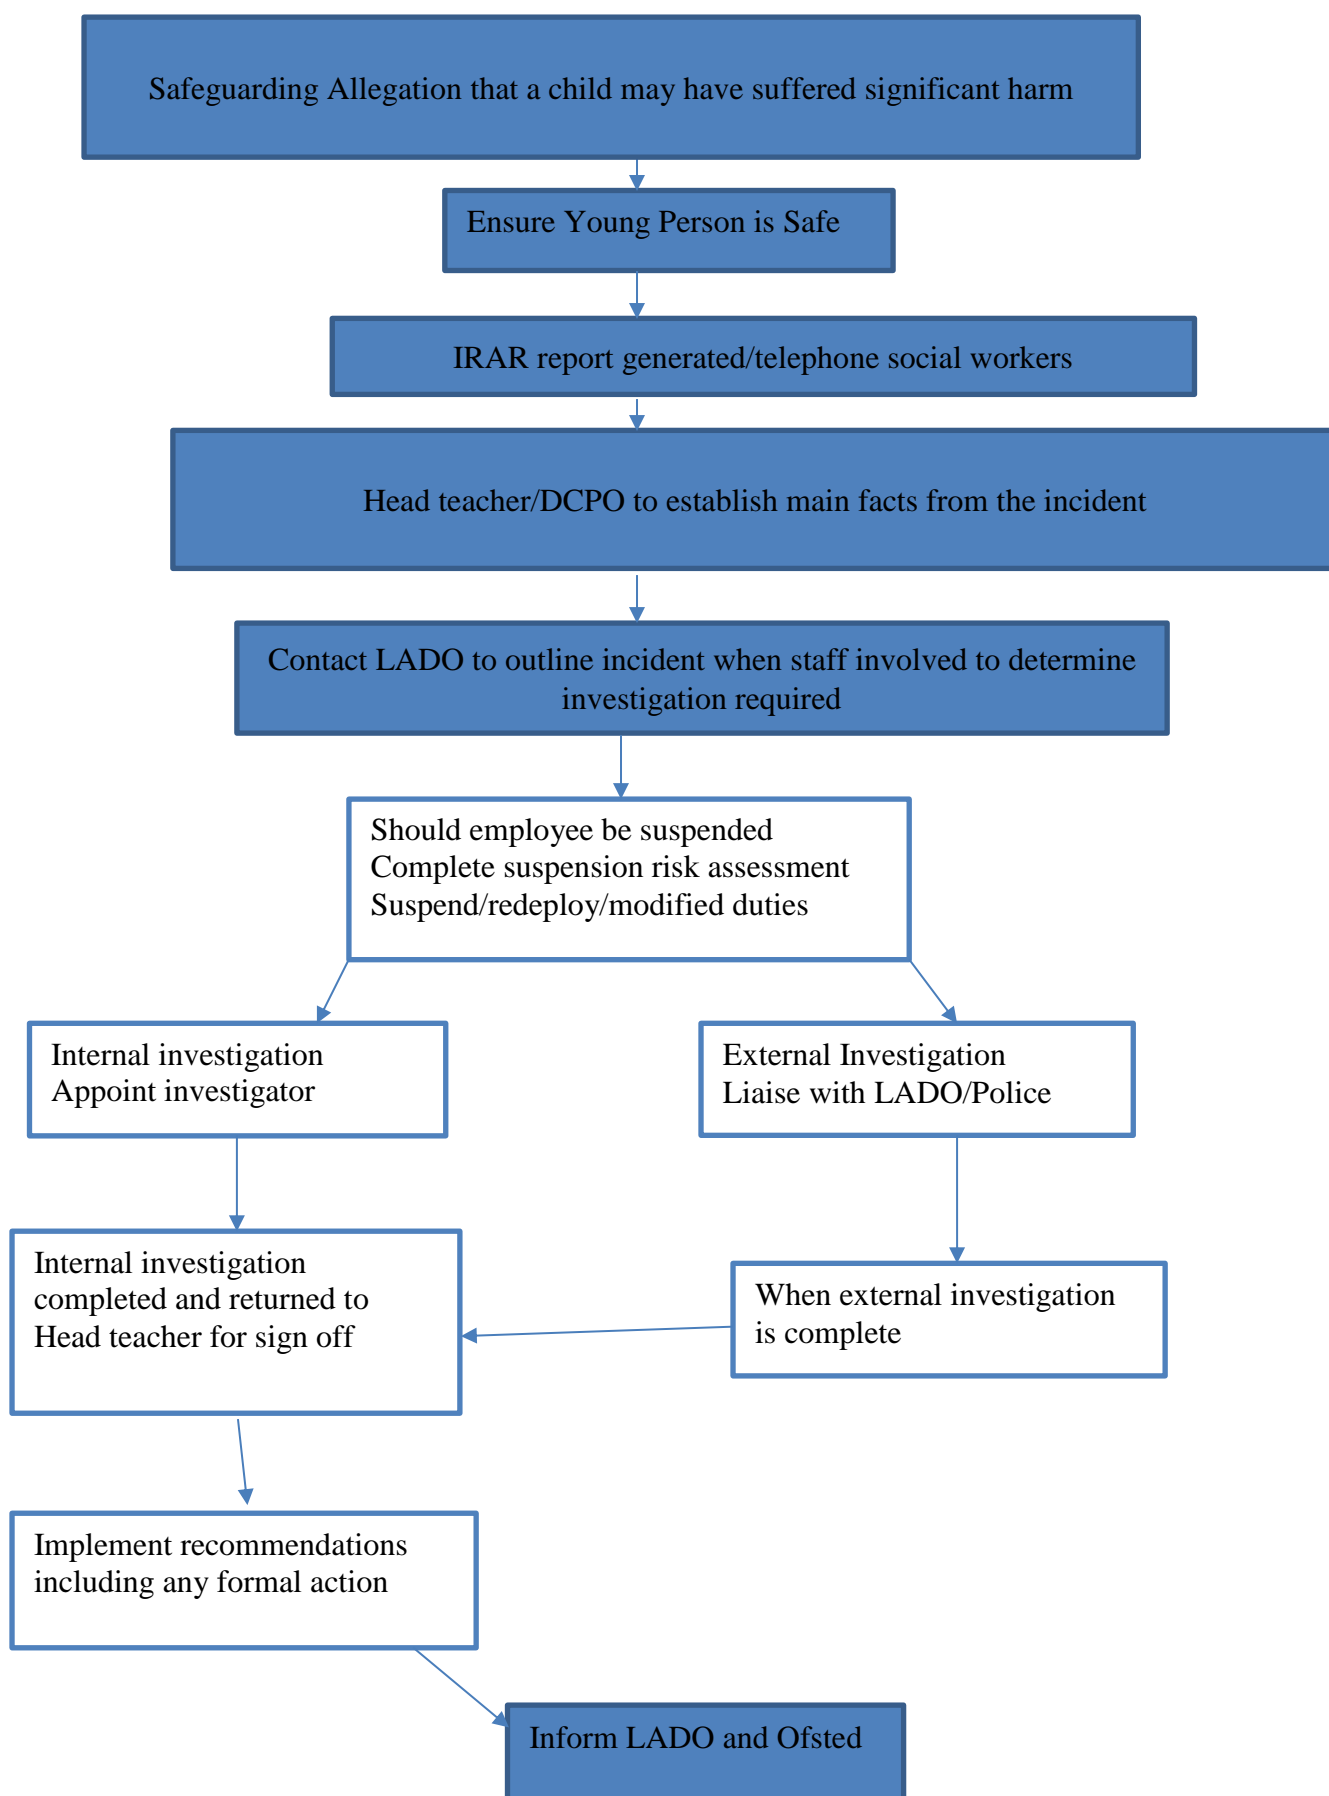 Safeguarding Allegation that a child may have suffered significant harm
Ensure Young Person is Safe
IRAR report generated/telephone social workers
Head teacher/DCPO to establish main facts from the incident
Contact LADO to outline incident when staff involved to determine
investigation required
Should employee be suspended
Complete suspension risk assessment
Suspend/redeploy/modified duties
Internal investigation
Appoint investigator
External Investigation
Liaise with LADO/Police
Internal investigation
completed and returned to
Head teacher for sign off
When external investigation
is complete
Implement recommendations
including any formal action
Inform LADO and Ofsted